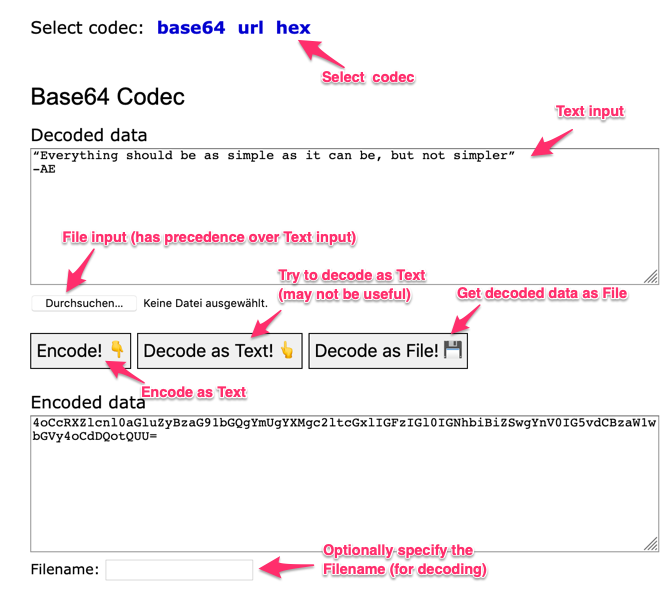 Select codec: base64 url hex
Select codec
Base64 Codec
Text input
Decoded data
“Everything should be as simple as it can be, but not simpler”
-AE
File input (has precedence over Text input)
Try to decode as Text
(may not be useful)
Get decoded data as File
Durchsuchen... Keine Datei ausgewählt.
Encode! 👇 Decode as Text! 👆 Decode as File! 💾
Encode as Text
Encoded data
4oCcRXZlcnl0aGluZyBzaG91bGQgYmUgYXMgc2ltcGxlIGFzIGl0IGNhbiBiZSwgYnV0IG5vdCBzaW1w
bGVy4oCdDQotQUU=
Optionally specify the
Filename (for decoding)
Filename: